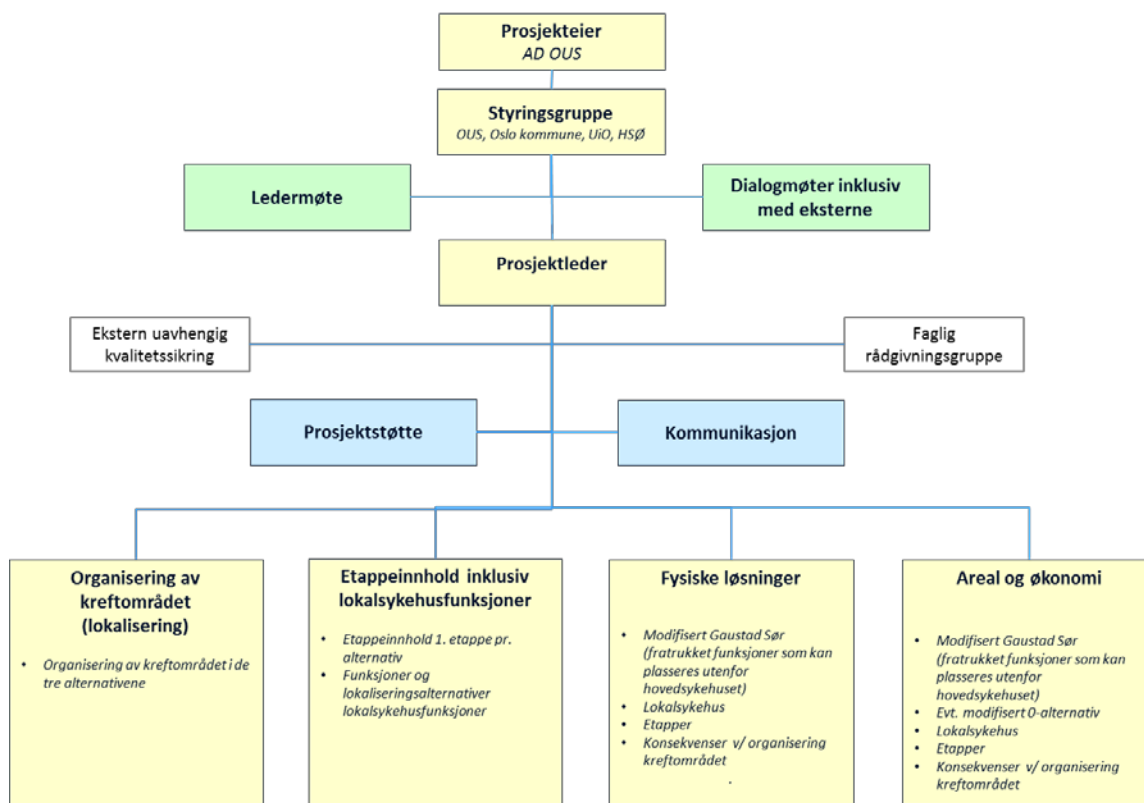 Prosjekteier
AD OUS
Styringsgruppe
OUS, Oslo kommune, UiO, HSØ
Ledermøte
Dialogmøter inklusiv
med eksterne
Prosjektleder
Ekstern uavhengig
kvalitetssikring
Faglig
rådgivningsgruppe
Prosjektstøtte
Kommunikasjon
Organisering av
kreftområdet
(lokalisering)
• Organisering av kreftområdet i de
tre alternativene
Etappeinnhold inklusiv
lokalsykehusfunksjoner
• Etappeinnhold 1. etappe pr.
alternativ
• Funksjoner og
lokaliseringsalternativer
lokalsykehusfunksjoner
Fysiske løsninger
• Modifisert Gaustad Sør
(fratrukket funksjoner som kan
plasseres utenfor
hovedsykehuset)
• Lokalsykehus
• Etapper
• Konsekvenser v/ organisering
kreftområdet
.
Areal og økonomi
• Modifisert Gaustad Sør
(fratrukket funksjoner som kan
plasseres utenfor
hovedsykehuset)
• Evt. modifisert 0-alternativ
• Lokalsykehus
• Etapper
• Konsekvenser v/ organisering
kreftområdet